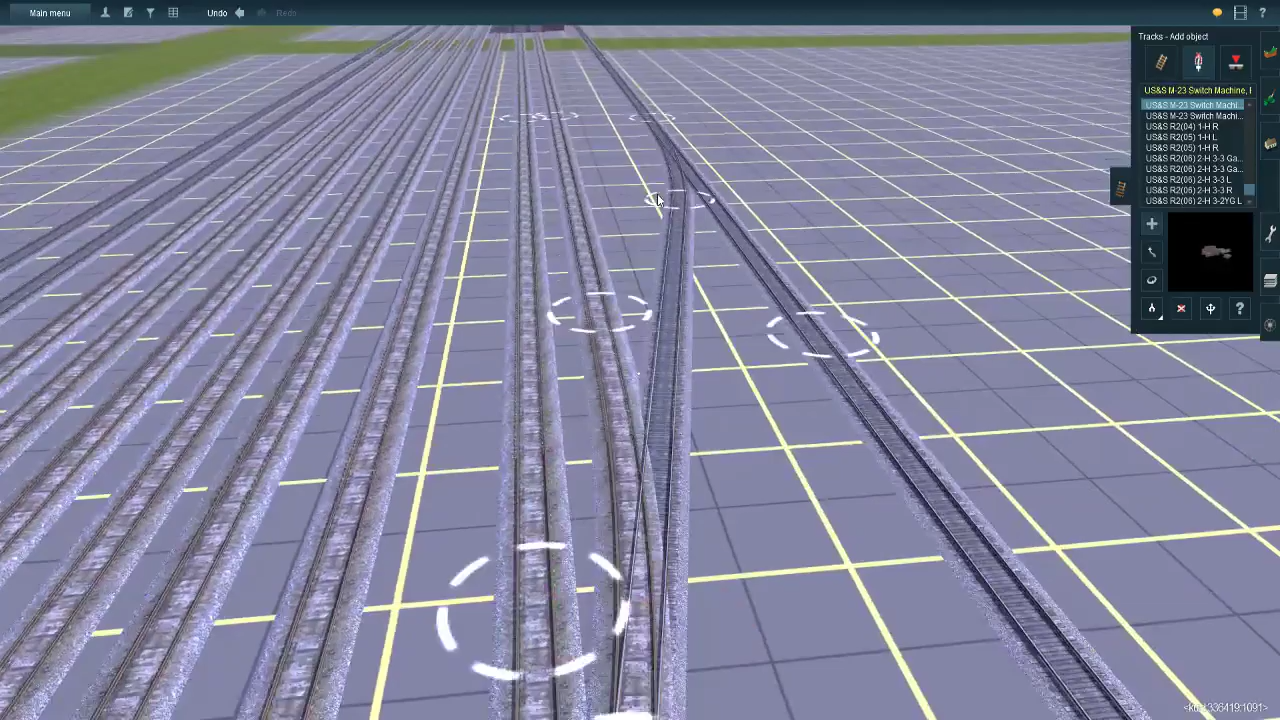 Main menu
Undo
Redo
Tracks - Add object
US&S M-23 Switch Machine, l
US&S M-23 Switch Machi...
US&S M-23 Switch Machi...
US&S R2(04) 1-H R
US&S R2(05) 1-H L
US&S R2(05) 1-H R
US&S R2(06) 2-H 3-3 Ga...
US&S R2(06) 2-H 3-3 Ga...
US&S R2(06) 2-H 3-3 L
US&S R2(06) 2-H 3-3 R
US&S R2(06) 2-H 3-2YG L
<kuid:336419:1091>